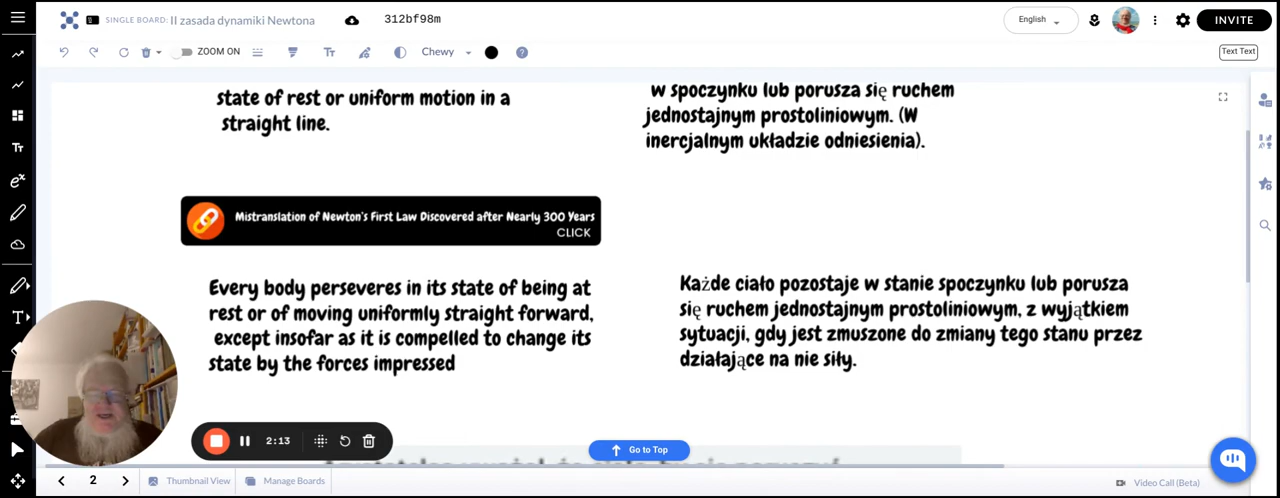 SINGLE BOARD: II zasada dynamiki Newtona
312bf98m
English
INVITE
ZOOM ON
Tт
Chewy
Text Text
state of rest or uniform motion in a
straight line.
w spoczynku lub porusza się ruchem
jednostajnym prostoliniowym. (W
inercjalnym układzie odniesienia).
Mistranslation of Newton's First Law Discovered after Nearly 300 Years
CLICK
Every body perseveres in its state of being at
rest or of moving uniformly straight forward,
except insofar as it is compelled to change its
state by the forces impressed
Każde ciało pozostaje w stanie spoczynku lub porusza
się ruchem jednostajnym prostoliniowym, z wyjątkiem
sytuacji, gdy jest zmuszone do zmiany tego stanu przez
działające na nie siły.
2:13
Go to Top
2
Thumbnail View
Manage Boards
Video Call (Beta)